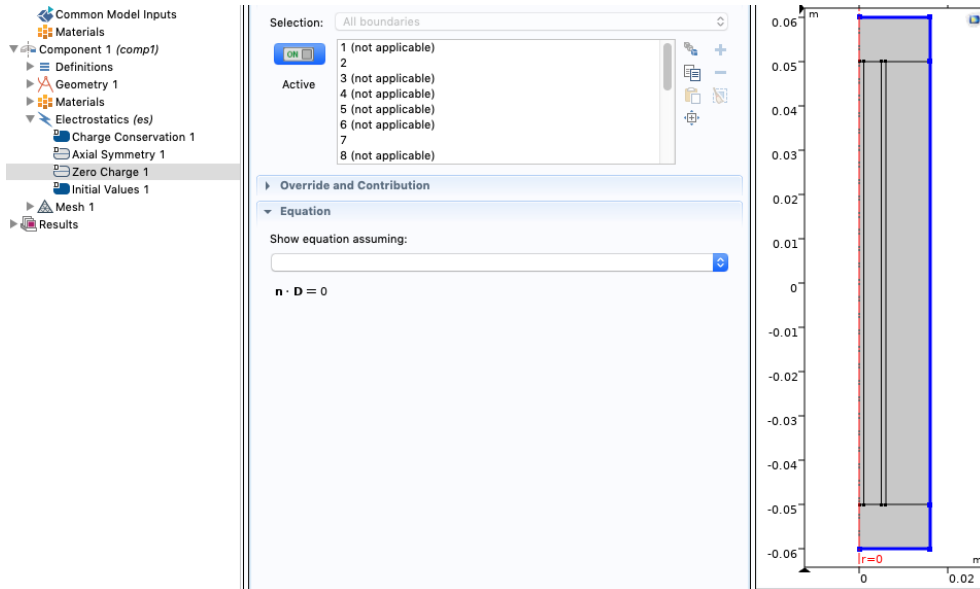 Common Model Inputs
Materials
Component 1 (comp1)
Definitions
Geometry 1
Materials
Electrostatics (es)
Charge Conservation 1
Axial Symmetry 1
Zero Charge 1
Initial Values 1
Mesh 1
Results
Selection: All boundaries
ON
Active
1 (not applicable)
2
3 (not applicable)
4 (not applicable)
5 (not applicable)
6 (not applicable)
7
8 (not applicable)
Override and Contribution
Equation
Show equation assuming:
n · D = 0
m
0.06
0.05
0.04
0.03
0.02
0.01
0
-0.01
-0.02
-0.03
-0.04
-0.05
-0.06
r=0
m
0 0.02